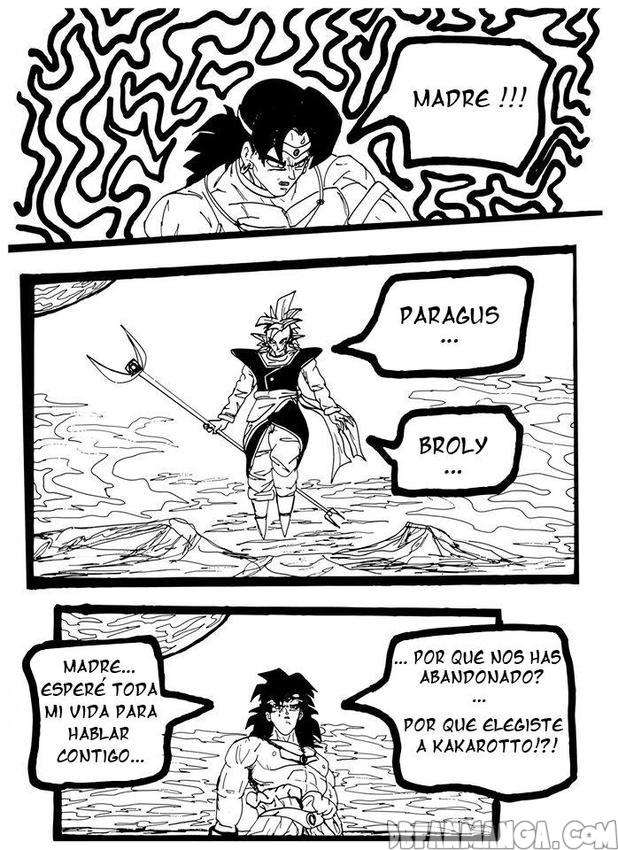 MADRE !!!
PARAGUS
...
BROLY
...
MADRE...
ESPERÉ TODA
MI VIDA PARA
HABLAR
CONTIGO...
... POR QUE NOS HAS
ABANDONADO?
...
POR QUE ELEGISTE
A KAKAROTTO!?!
DBFANMANGA.COM